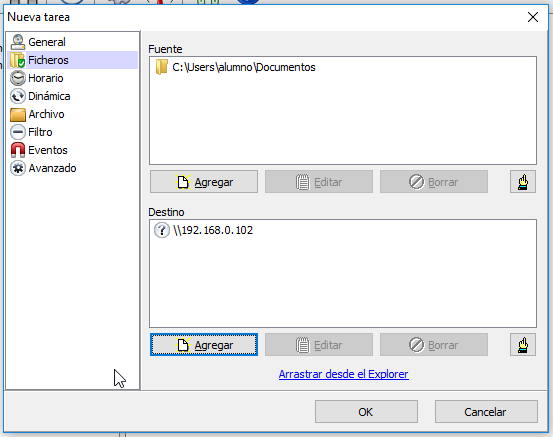 Nueva tarea
General
Ficheros
Horario
Dinámica
Archivo
Filtro
Eventos
Avanzado
Fuente
C:\Users\alumno\Documentos
Agregar
Editar
Borrar
Destino
\\192.168.0.102
Agregar
Editar
Borrar
Arrastrar desde el Explorer
OK
Cancelar